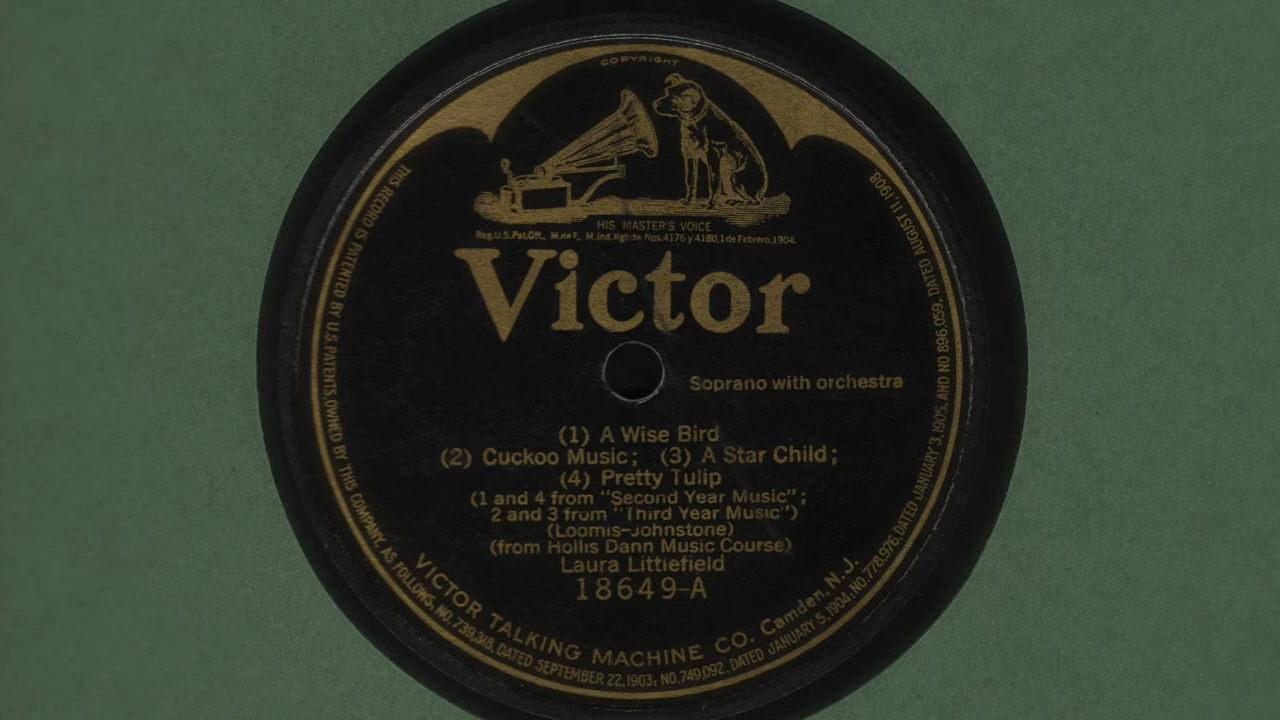 COPYRIGHT
HIS MASTER'S VOICE
Reg.U.S.Pat.Off., M.de F., M.Ind.Rgtrda Nos.4176 y 4180,1 de Febrero,1904.
Victor
Soprano with orchestra
(1) A Wise Bird
(2) Cuckoo Music; (3) A Star Child;
(4) Pretty Tulip
(1 and 4 from "Second Year Music";
2 and 3 from "Third Year Music")
(Loomis-Johnstone)
(from Hollis Dann Music Course)
Laura Littlefield
18649-A
VICTOR TALKING MACHINE CO. Camden, N.J.
THIS RECORD IS PATENTED BY U.S. PATENTS, OWNED BY THIS COMPANY, AS FOLLOWS, NO. 739,318, DATED SEPTEMBER 22,1903; NO.749,092, DATED JANUARY 5, 1904; NO.778,976, DATED JANUARY 3,1905, AND NO 896,059, DATED AUGUST 11, 1908.